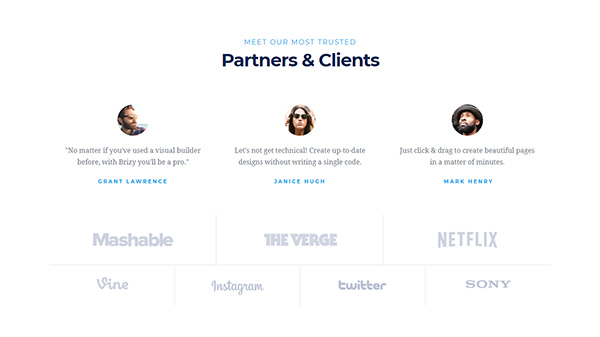 MEET OUR MOST TRUSTED
Partners & Clients
"No matter if you've used a visual builder
before, with Brizy you'll be a pro."
GRANT LAWRENCE
Let's not get technical! Create up-to-date
designs without writing a single code.
JANICE HUGH
Just click & drag to create beautiful pages
in a matter of minutes.
MARK HENRY
Mashable
THE VERGE
NETFLIX
Vine
Instagram
twitter
SONY